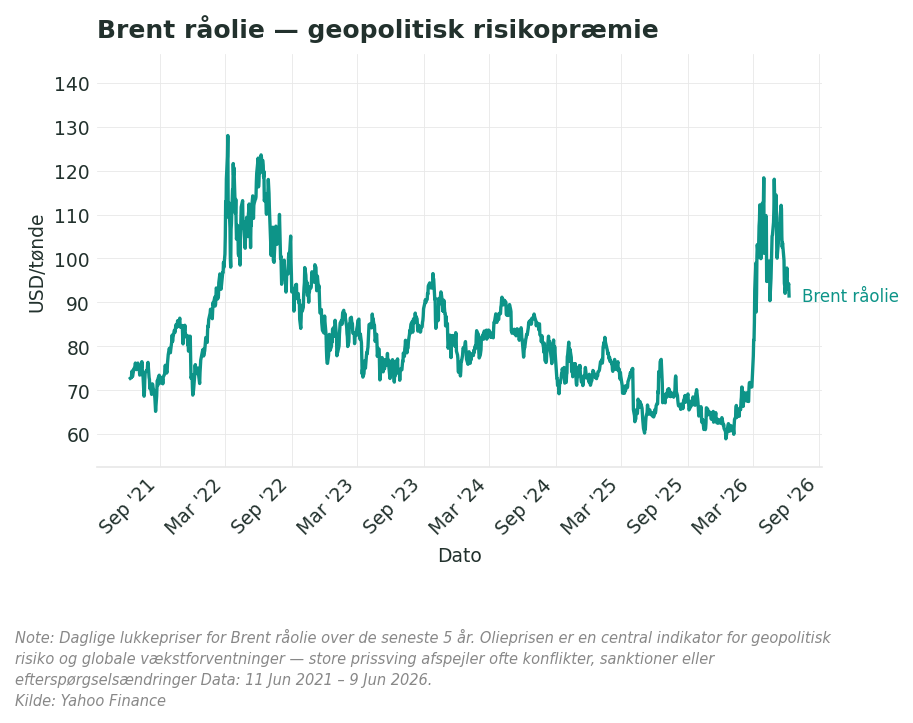 Brent råolie — geopolitisk risikopræmie
140
130
120
110
100
90
80
70
60
USD/tønde
Brent råolie
Sep '21
Mar '22
Sep '22
Mar '23
Sep '23
Mar '24
Sep '24
Mar '25
Sep '25
Mar '26
Sep '26
Dato
Note: Daglige lukkepriser for Brent råolie over de seneste 5 år. Olieprisen er en central indikator for geopolitisk
risiko og globale vækstforventninger — store prissving afspejler ofte konflikter, sanktioner eller
efterspørgselsændringer Data: 11 Jun 2021 – 9 Jun 2026.
Kilde: Yahoo Finance